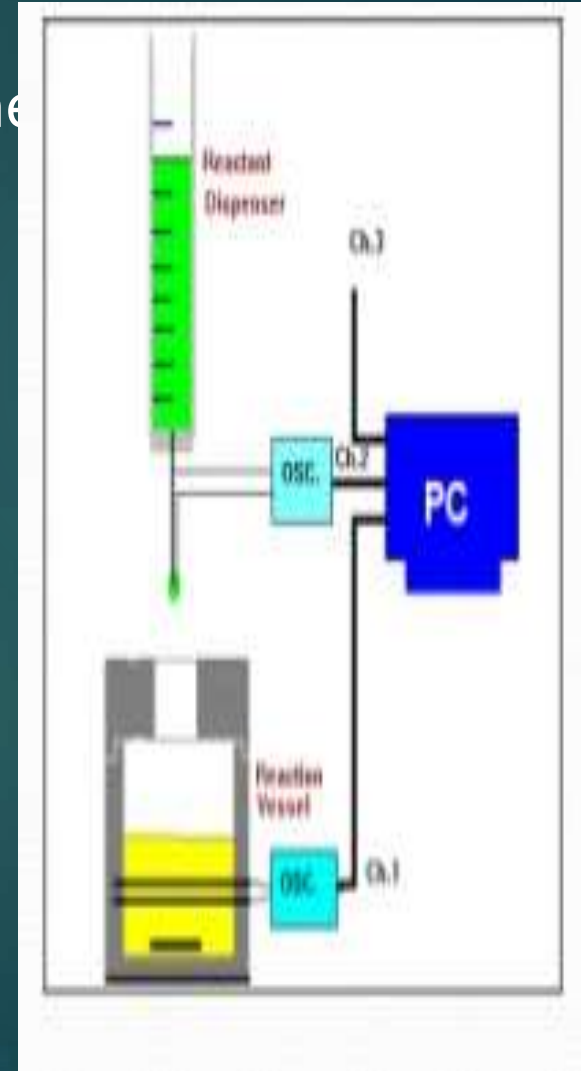 Reactant
Dispenser
Ch.3
OSC.
Ch.2
PC
Reaction
Vessel
OSC.
Ch.1